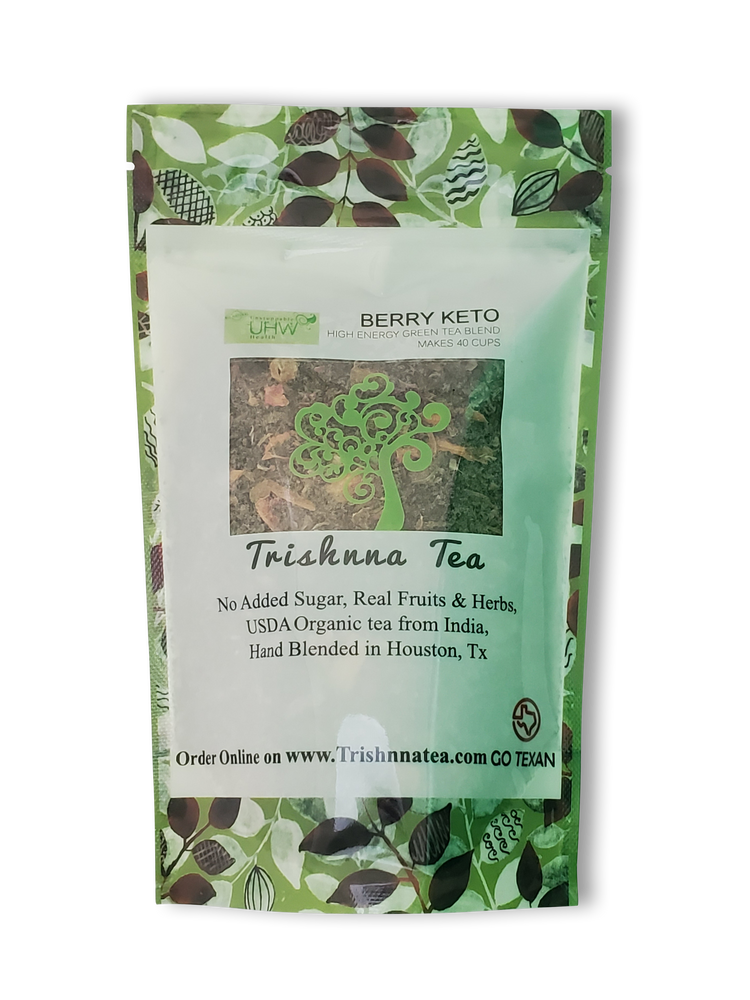 UHW
Health
BERRY KETO
HIGH ENERGY GREEN TEA BLEND
MAKES 40 CUPS
Trishnna Tea
No Added Sugar, Real Fruits & Herbs,
USDA Organic tea from India,
Hand Blended in Houston, Tx
Order Online on www.Trishnnatea.com GO TEXAN